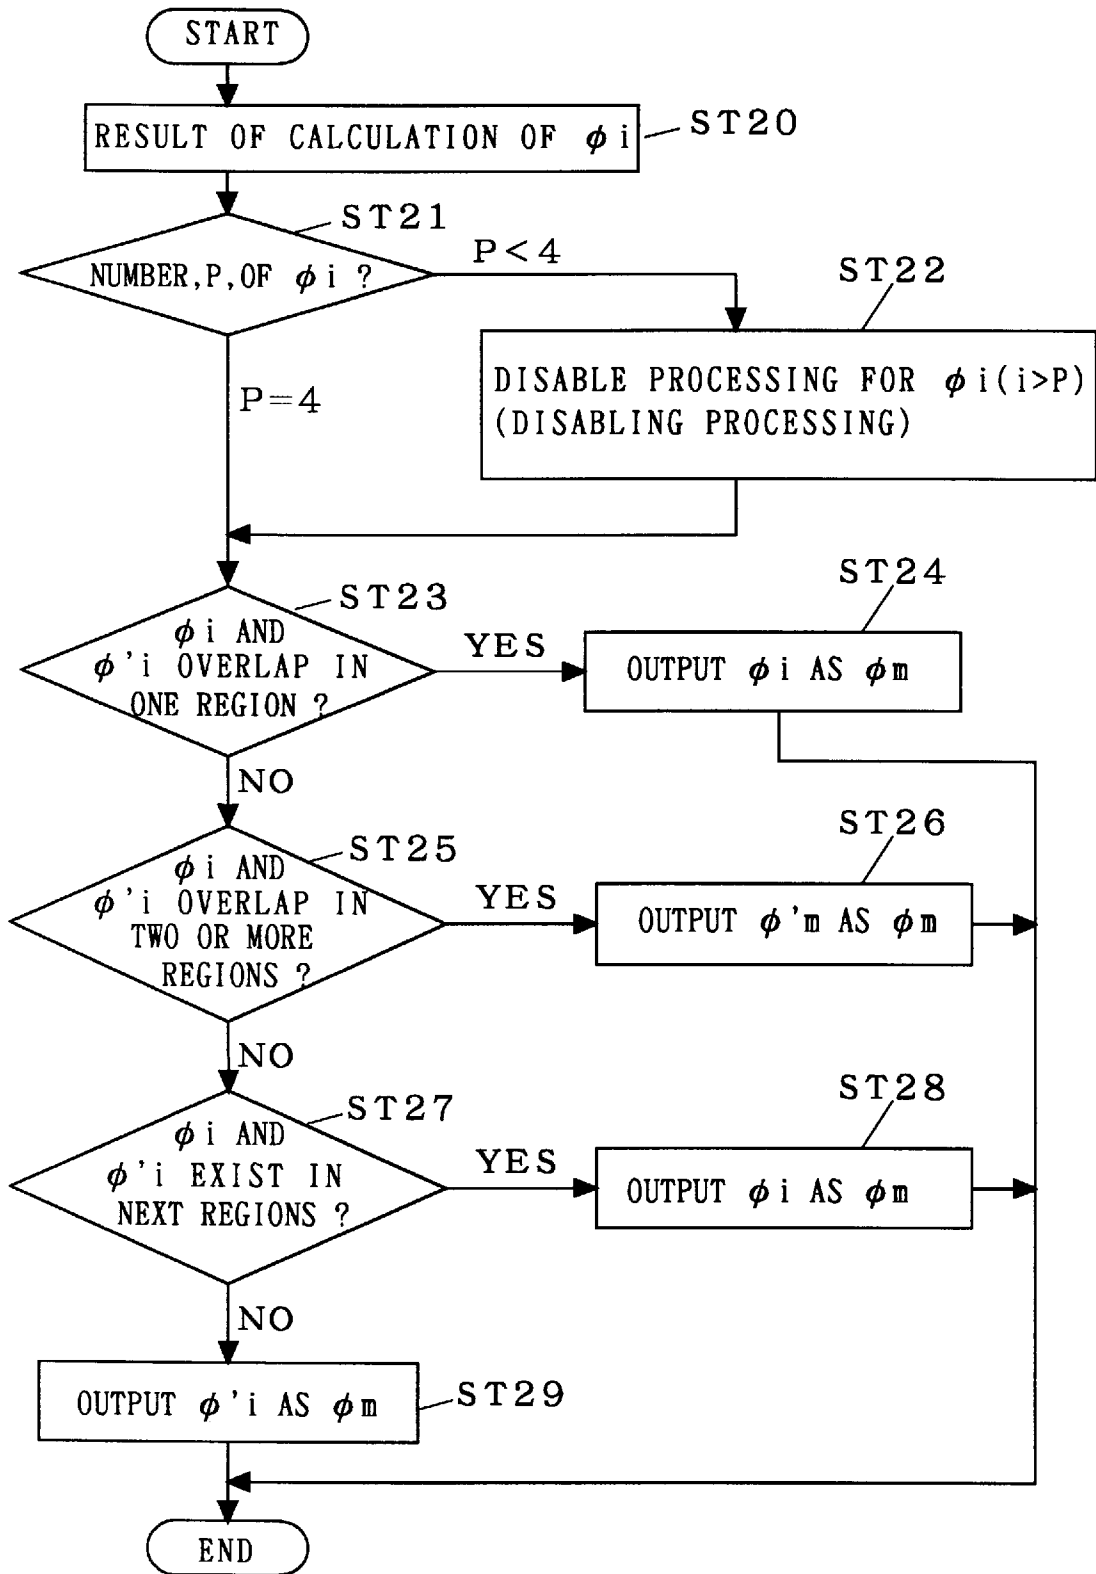 START
RESULT OF CALCULATION OF ϕi
ST20
ST21
NUMBER,P,OF ϕi ?
P<4
ST22
DISABLE PROCESSING FOR ϕi(i>P)
(DISABLING PROCESSING)
P=4
ST23
ϕi AND
ϕ'i OVERLAP IN
ONE REGION ?
YES
ST24
OUTPUT ϕi AS ϕm
NO
ST25
ϕi AND
ϕ'i OVERLAP IN
TWO OR MORE
REGIONS ?
YES
ST26
OUTPUT ϕ'm AS ϕm
NO
ST27
ϕi AND
ϕ'i EXIST IN
NEXT REGIONS ?
YES
ST28
OUTPUT ϕi AS ϕm
NO
OUTPUT ϕ'i AS ϕm
ST29
END